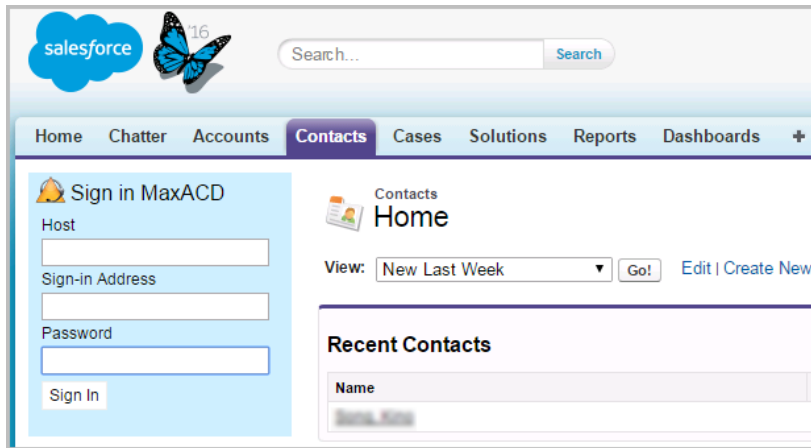 salesforce
'16
Search...
Search
Home Chatter Accounts Contacts Cases Solutions Reports Dashboards +
Sign in MaxACD
Host
Sign-in Address
Password
Sign In
Contacts
Home
View: New Last Week Go! Edit | Create New
Recent Contacts
Name